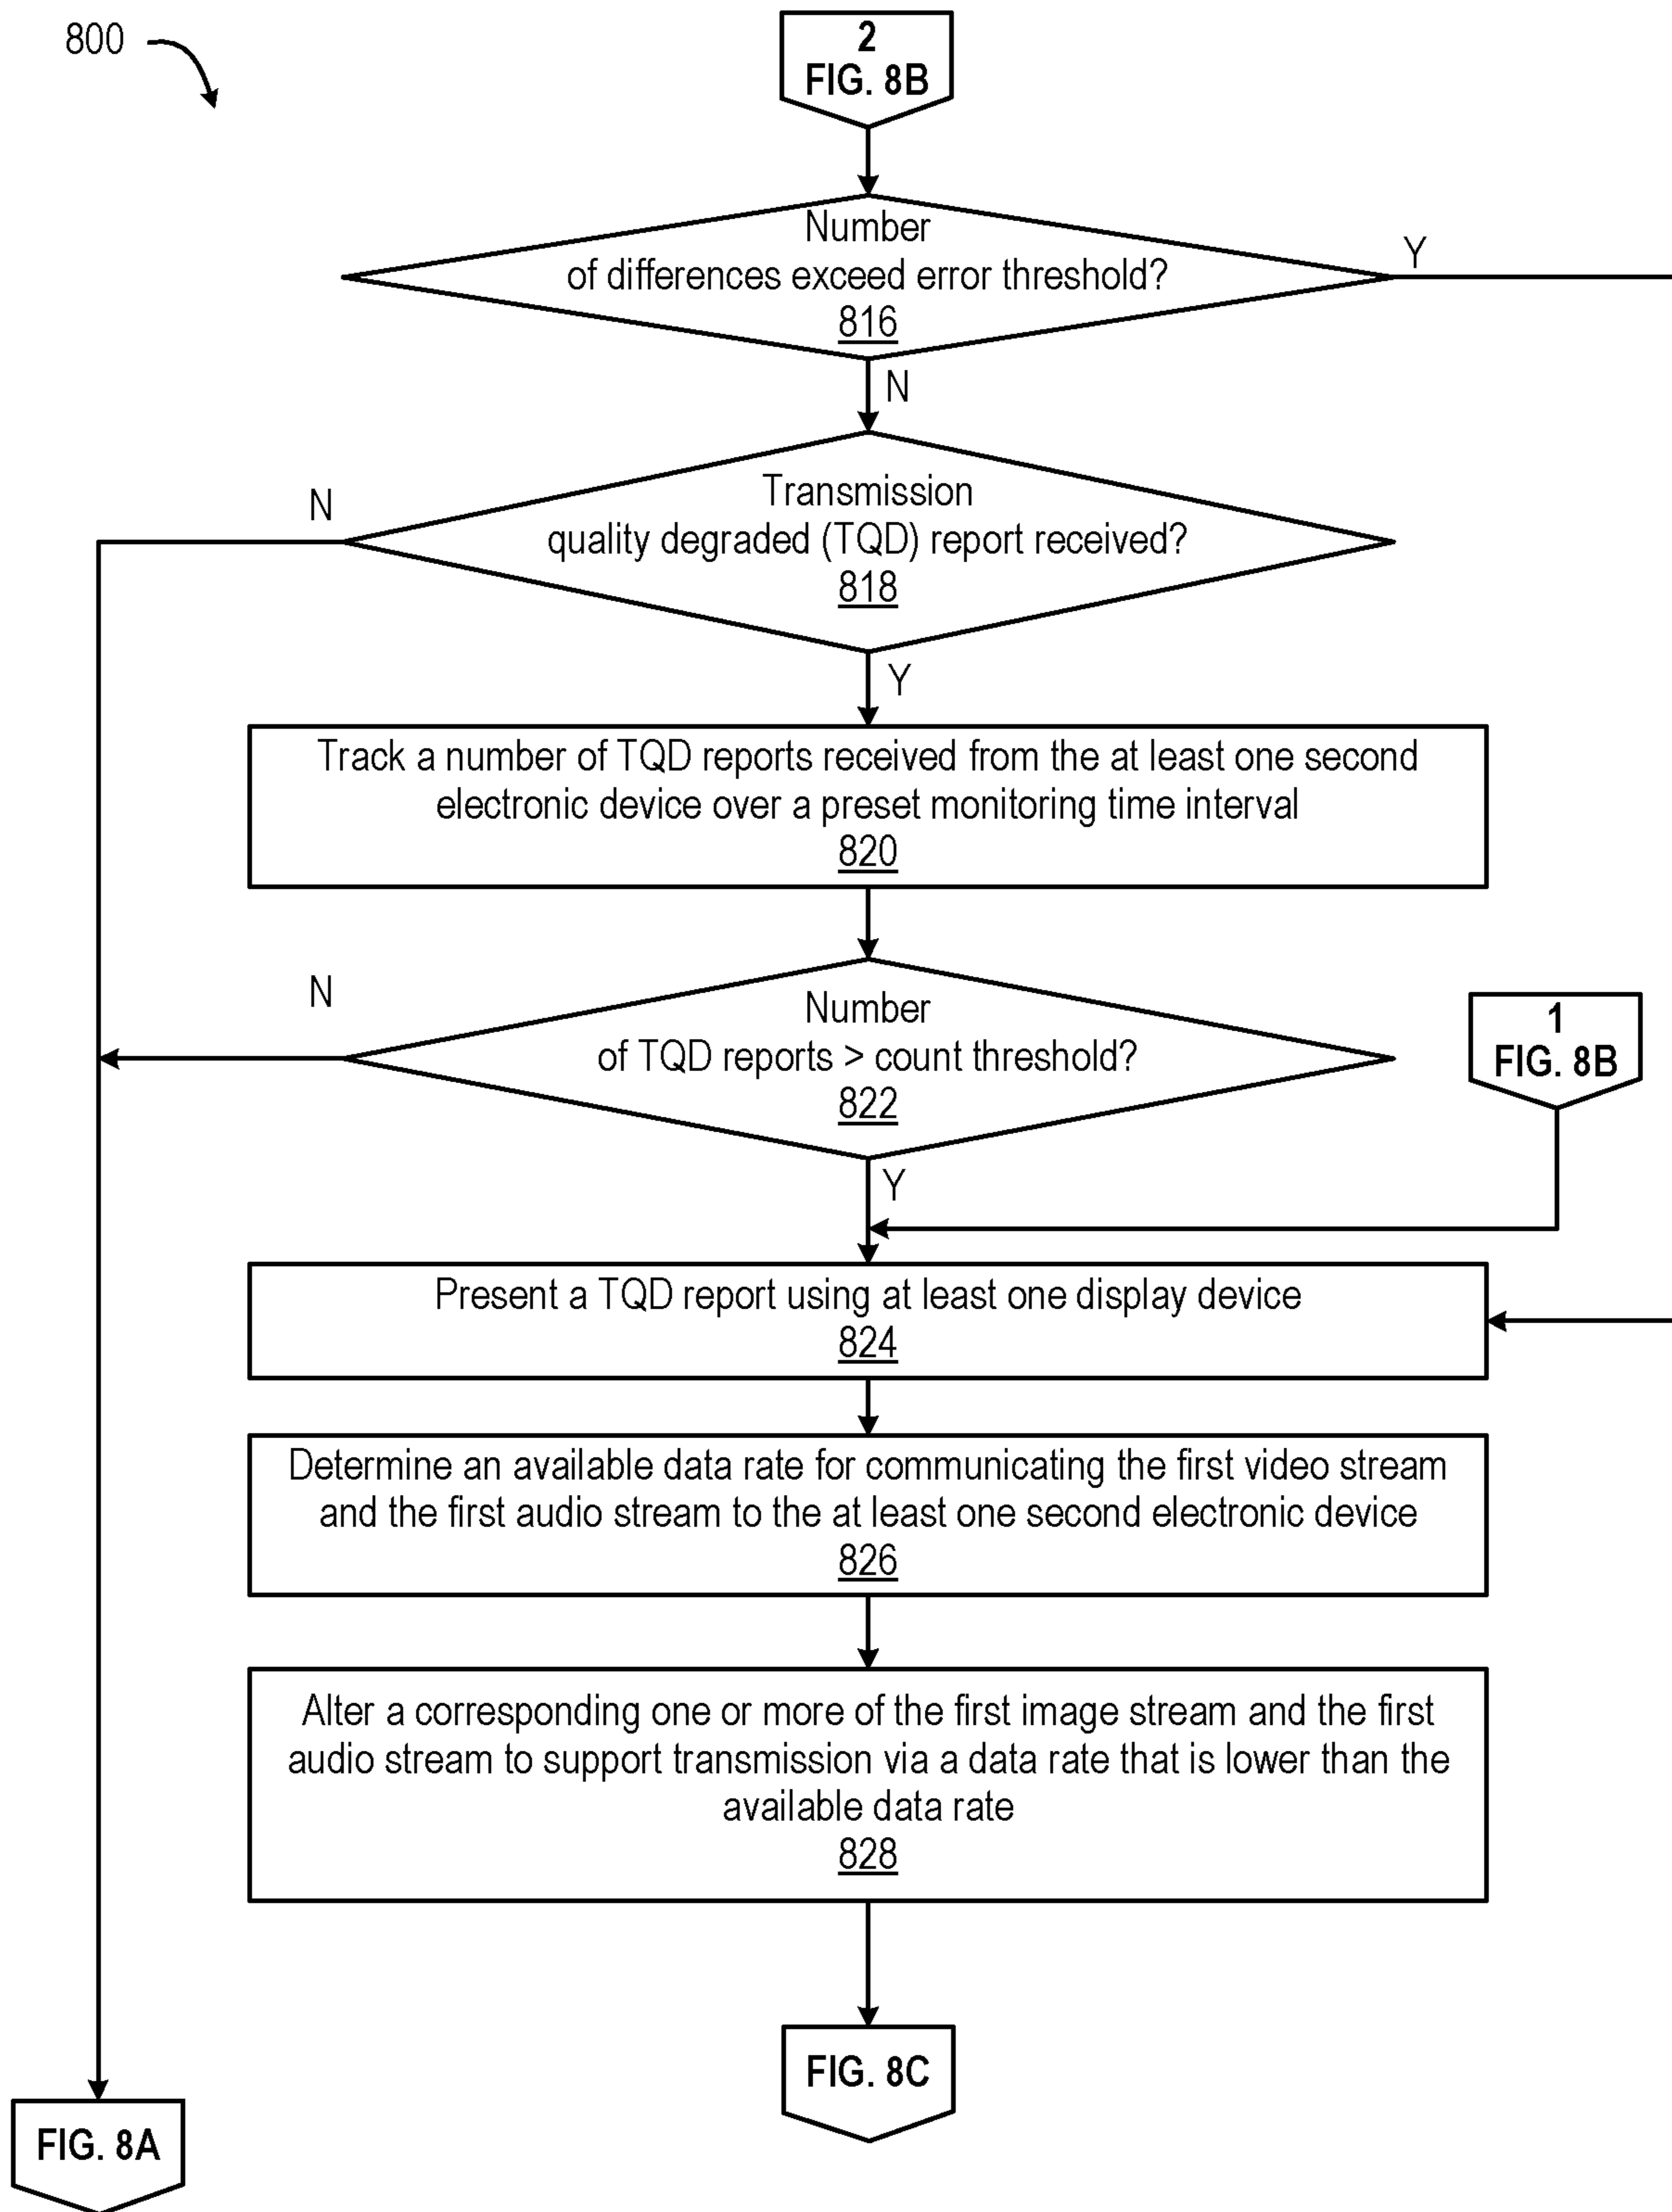 800
2
FIG. 8B
Number
of differences exceed error threshold?
816
Y
N
Transmission
quality degraded (TQD) report received?
818
N
Y
Track a number of TQD reports received from the at least one second
electronic device over a preset monitoring time interval
820
Number
of TQD reports > count threshold?
822
N
Y
1
FIG. 8B
Present a TQD report using at least one display device
824
Determine an available data rate for communicating the first video stream
and the first audio stream to the at least one second electronic device
826
Alter a corresponding one or more of the first image stream and the first
audio stream to support transmission via a data rate that is lower than the
available data rate
828
FIG. 8C
FIG. 8A